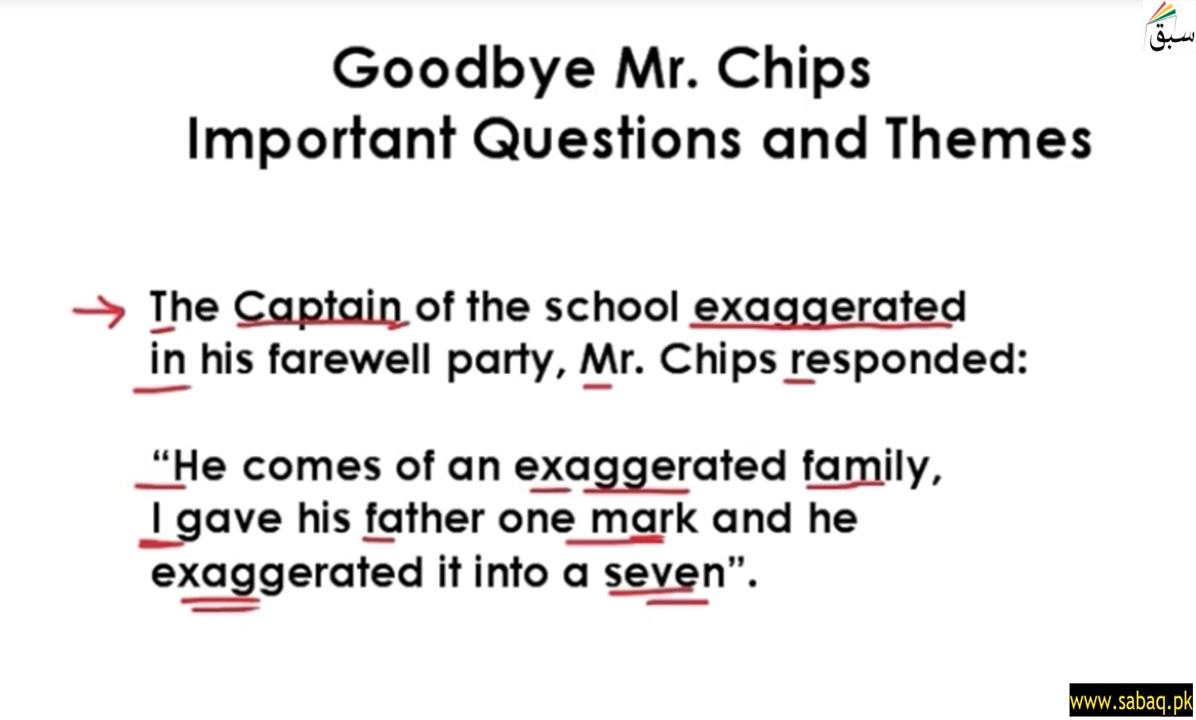 سبق
Goodbye Mr. Chips
Important Questions and Themes
The Captain of the school exaggerated
in his farewell party, Mr. Chips responded:
“He comes of an exaggerated family,
I gave his father one mark and he
exaggerated it into a seven”.
www.sabaq.pk